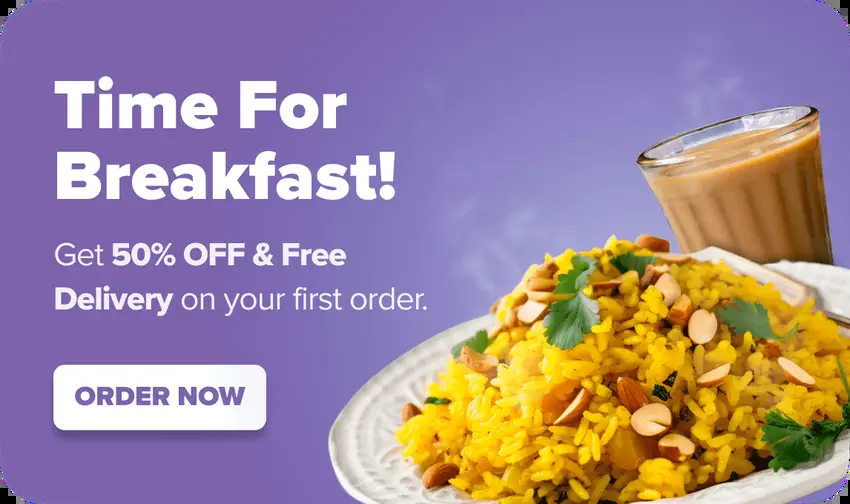 Time For
Breakfast!
Get 50% OFF & Free
Delivery on your first order.
ORDER NOW